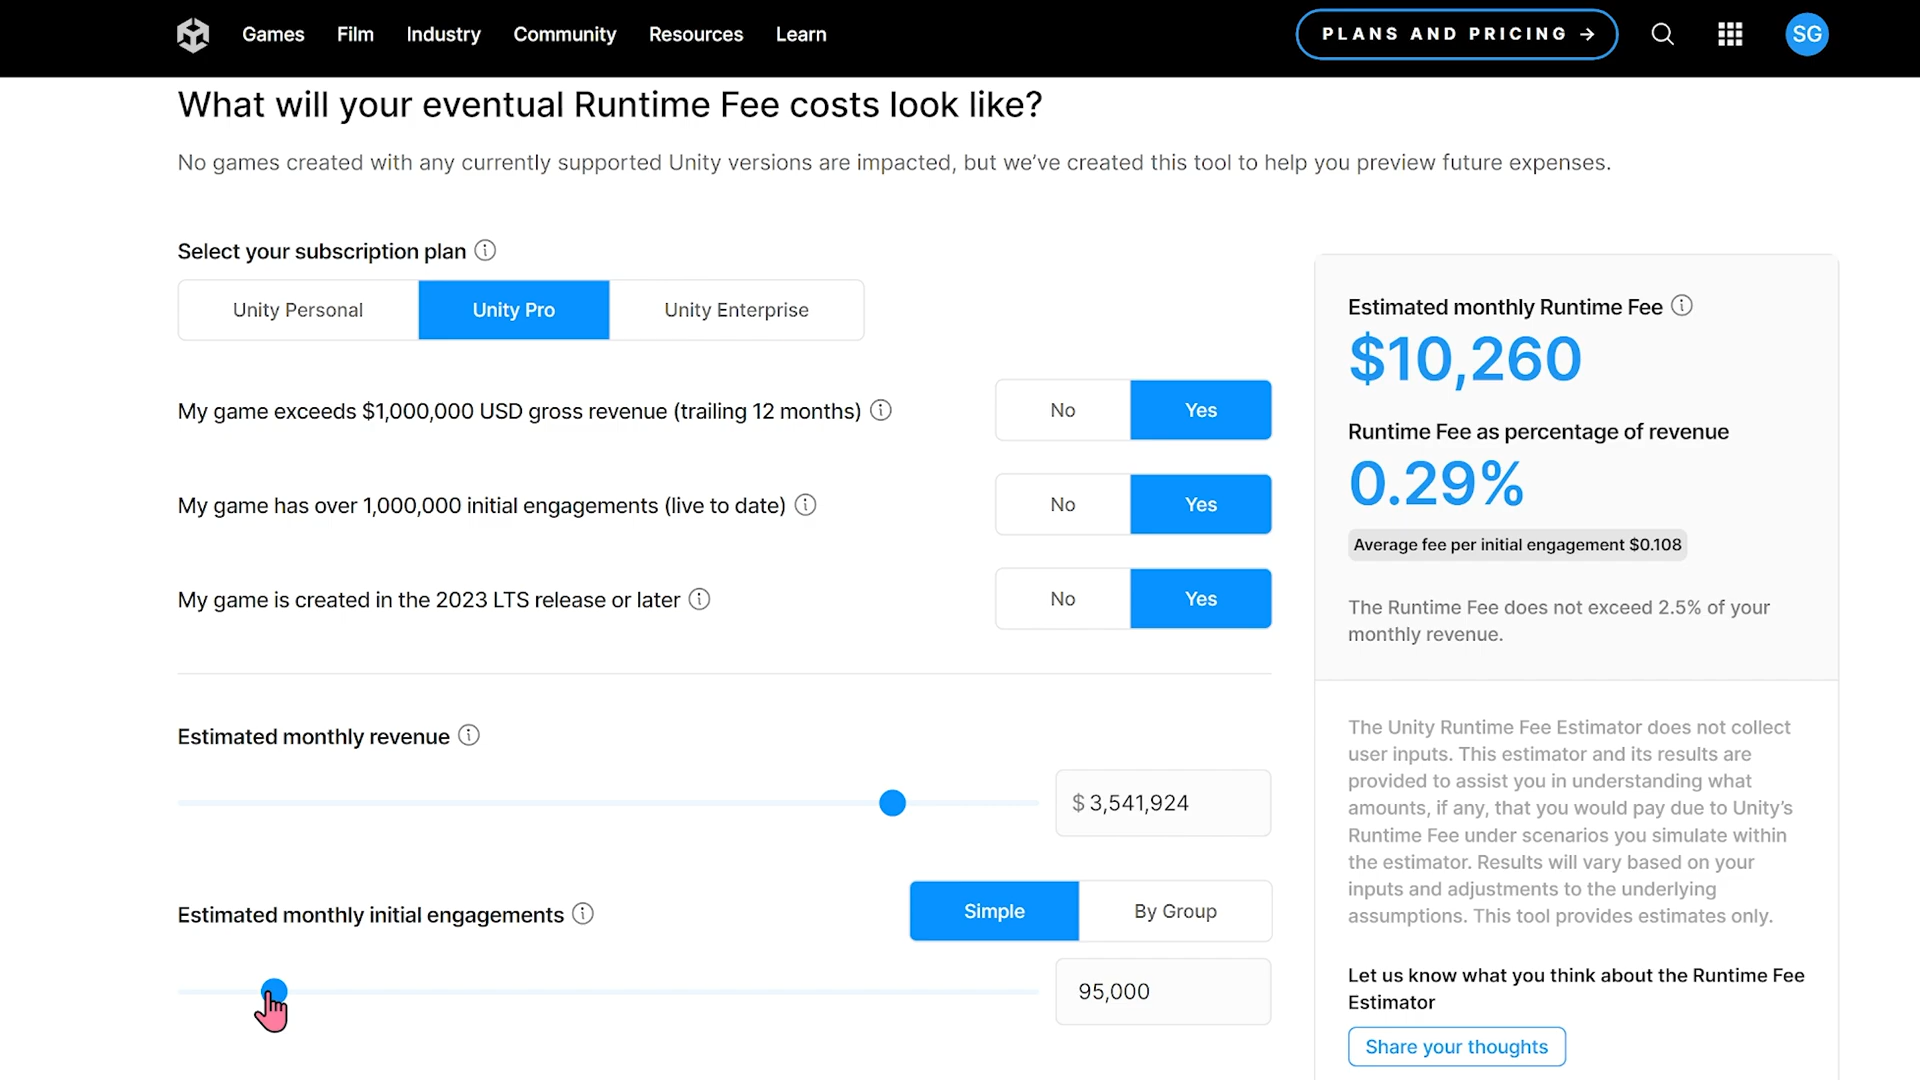 Games Film Industry Community Resources Learn PLANS AND PRICING → SG
What will your eventual Runtime Fee costs look like?
No games created with any currently supported Unity versions are impacted, but we’ve created this tool to help you preview future expenses.
Select your subscription plan
Unity Personal Unity Pro Unity Enterprise
My game exceeds $1,000,000 USD gross revenue (trailing 12 months)
No Yes
My game has over 1,000,000 initial engagements (live to date)
No Yes
My game is created in the 2023 LTS release or later
No Yes
Estimated monthly revenue
$ 3,541,924
Estimated monthly initial engagements
Simple By Group
95,000
Estimated monthly Runtime Fee
$10,260
Runtime Fee as percentage of revenue
0.29%
Average fee per initial engagement $0.108
The Runtime Fee does not exceed 2.5% of your
monthly revenue.
The Unity Runtime Fee Estimator does not collect
user inputs. This estimator and its results are
provided to assist you in understanding what
amounts, if any, that you would pay due to Unity’s
Runtime Fee under scenarios you simulate within
the estimator. Results will vary based on your
inputs and adjustments to the underlying
assumptions. This tool provides estimates only.
Let us know what you think about the Runtime Fee
Estimator
Share your thoughts